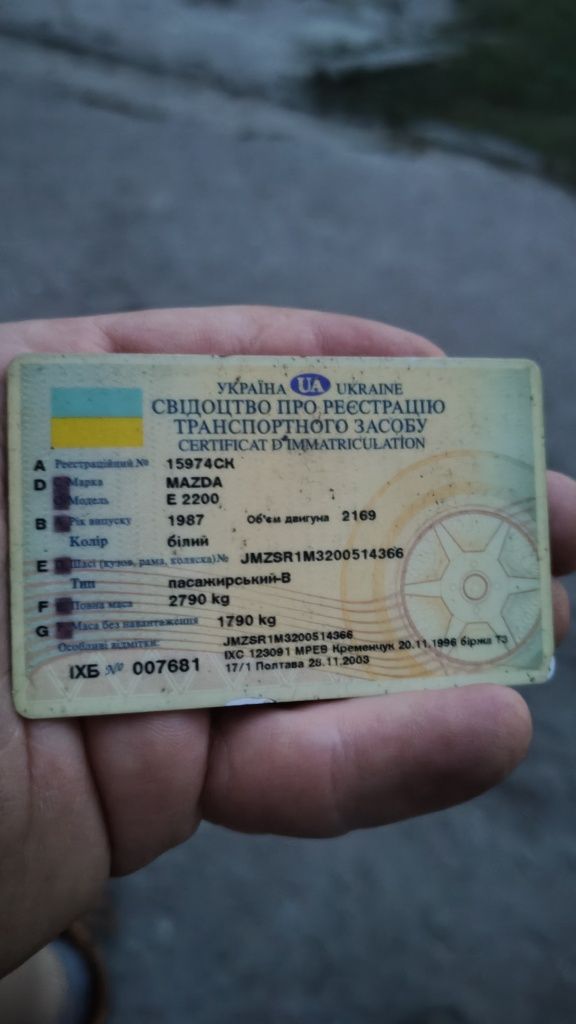 УКРАЇНА UA UKRAINE
СВІДОЦТВО ПРО РЕЄСТРАЦІЮ
ТРАНСПОРТНОГО ЗАСОБУ
CERTIFICAT D'IMMATRICULATION
A Реєстраційний № 15974СК
D Марка MAZDA
Модель E 2200
B Рік випуску 1987 Об'єм двигуна 2169
Колір білий
E Шасі (кузов, рама, коляска)№ JMZSR1M3200514366
Тип пасажирський-В
F Повна маса 2790 kg
G Маса без навантаження 1790 kg
Особливі відмітки: JMZSR1M3200514366
ІХС 123091 МРЕВ Кременчук 20.11.1996 біржа ТЗ
ІХБ № 007681 17/1 Полтава 28.11.2003